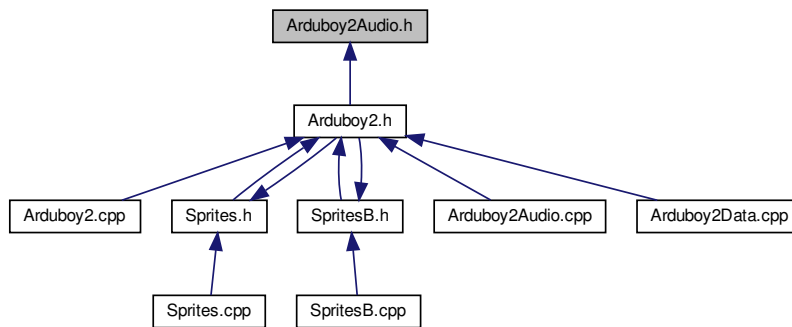 Arduboy2Audio.h
Arduboy2.h
Arduboy2.cpp
Sprites.h
SpritesB.h
Arduboy2Audio.cpp
Arduboy2Data.cpp
Sprites.cpp
SpritesB.cpp